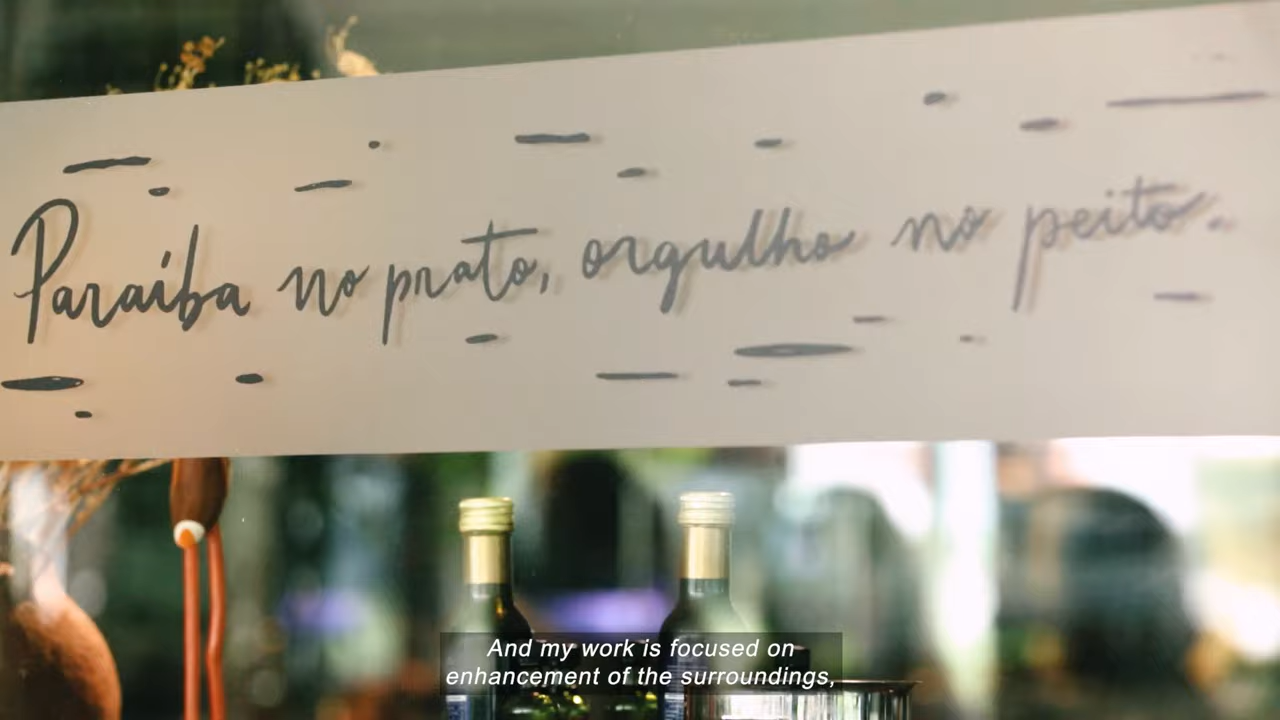 Paraíba no prato, orgulho no peito.
And my work is focused on
enhancement of the surroundings,